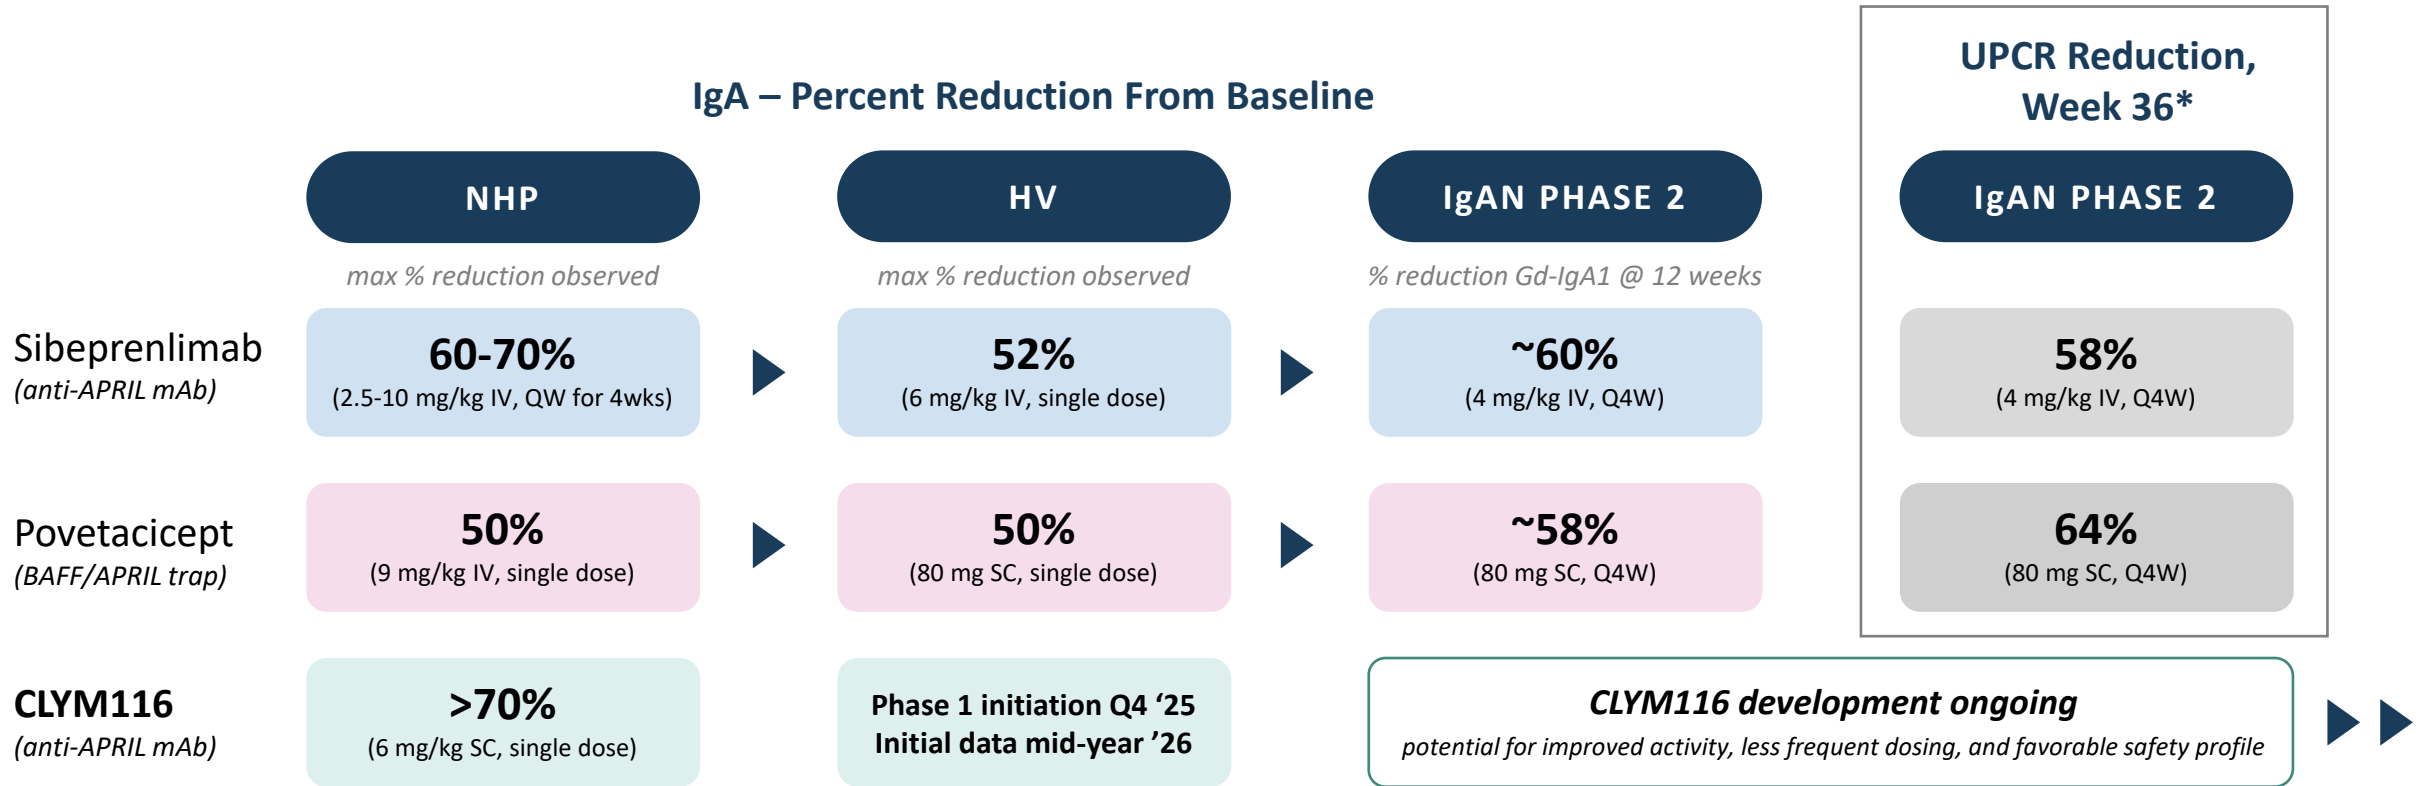 IgA – Percent Reduction From Baseline
UPCR Reduction,
Week 36*
NHP
HV
IgAN PHASE 2
IgAN PHASE 2
max % reduction observed
max % reduction observed
% reduction Gd-IgA1 @ 12 weeks
Sibeprenlimab
(anti-APRIL mAb)
60-70%
(2.5-10 mg/kg IV, QW for 4wks)
52%
(6 mg/kg IV, single dose)
~60%
(4 mg/kg IV, Q4W)
58%
(4 mg/kg IV, Q4W)
Povetacicept
(BAFF/APRIL trap)
50%
(9 mg/kg IV, single dose)
50%
(80 mg SC, single dose)
~58%
(80 mg SC, Q4W)
64%
(80 mg SC, Q4W)
CLYM116
(anti-APRIL mAb)
>70%
(6 mg/kg SC, single dose)
Phase 1 initiation Q4 ‘25
Initial data mid-year ’26
CLYM116 development ongoing
potential for improved activity, less frequent dosing, and favorable safety profile